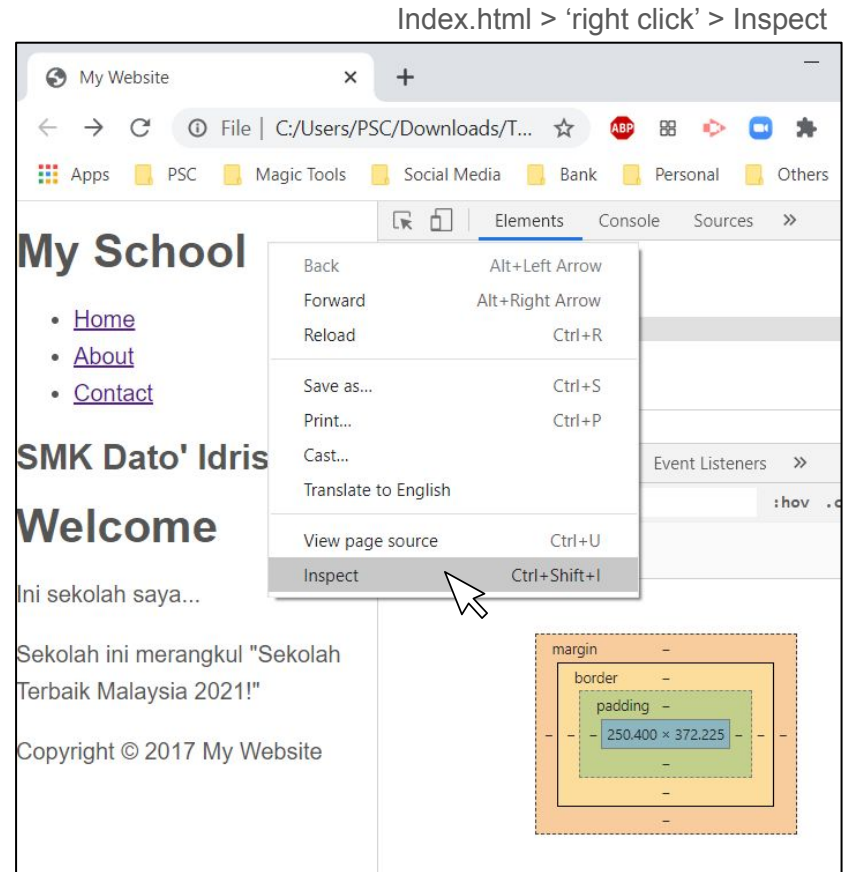 Index.html > ‘right click’ > Inspect
My Website
File | C:/Users/PSC/Downloads/T...
ABP
Apps PSC Magic Tools Social Media Bank Personal Others
Elements Console Sources »
My School
Back Alt+Left Arrow
Forward Alt+Right Arrow
Home
Reload Ctrl+R
About
Contact
Save as... Ctrl+S
Print... Ctrl+P
SMK Dato' Idris
Cast... Event Listeners »
Translate to English
:hov
Welcome
View page source Ctrl+U
Inspect Ctrl+Shift+I
Ini sekolah saya...
Sekolah ini merangkul "Sekolah
Terbaik Malaysia 2021!"
Copyright © 2017 My Website
margin –
border –
padding –
– – – 250.400 × 372.225 – – –
–
–
–